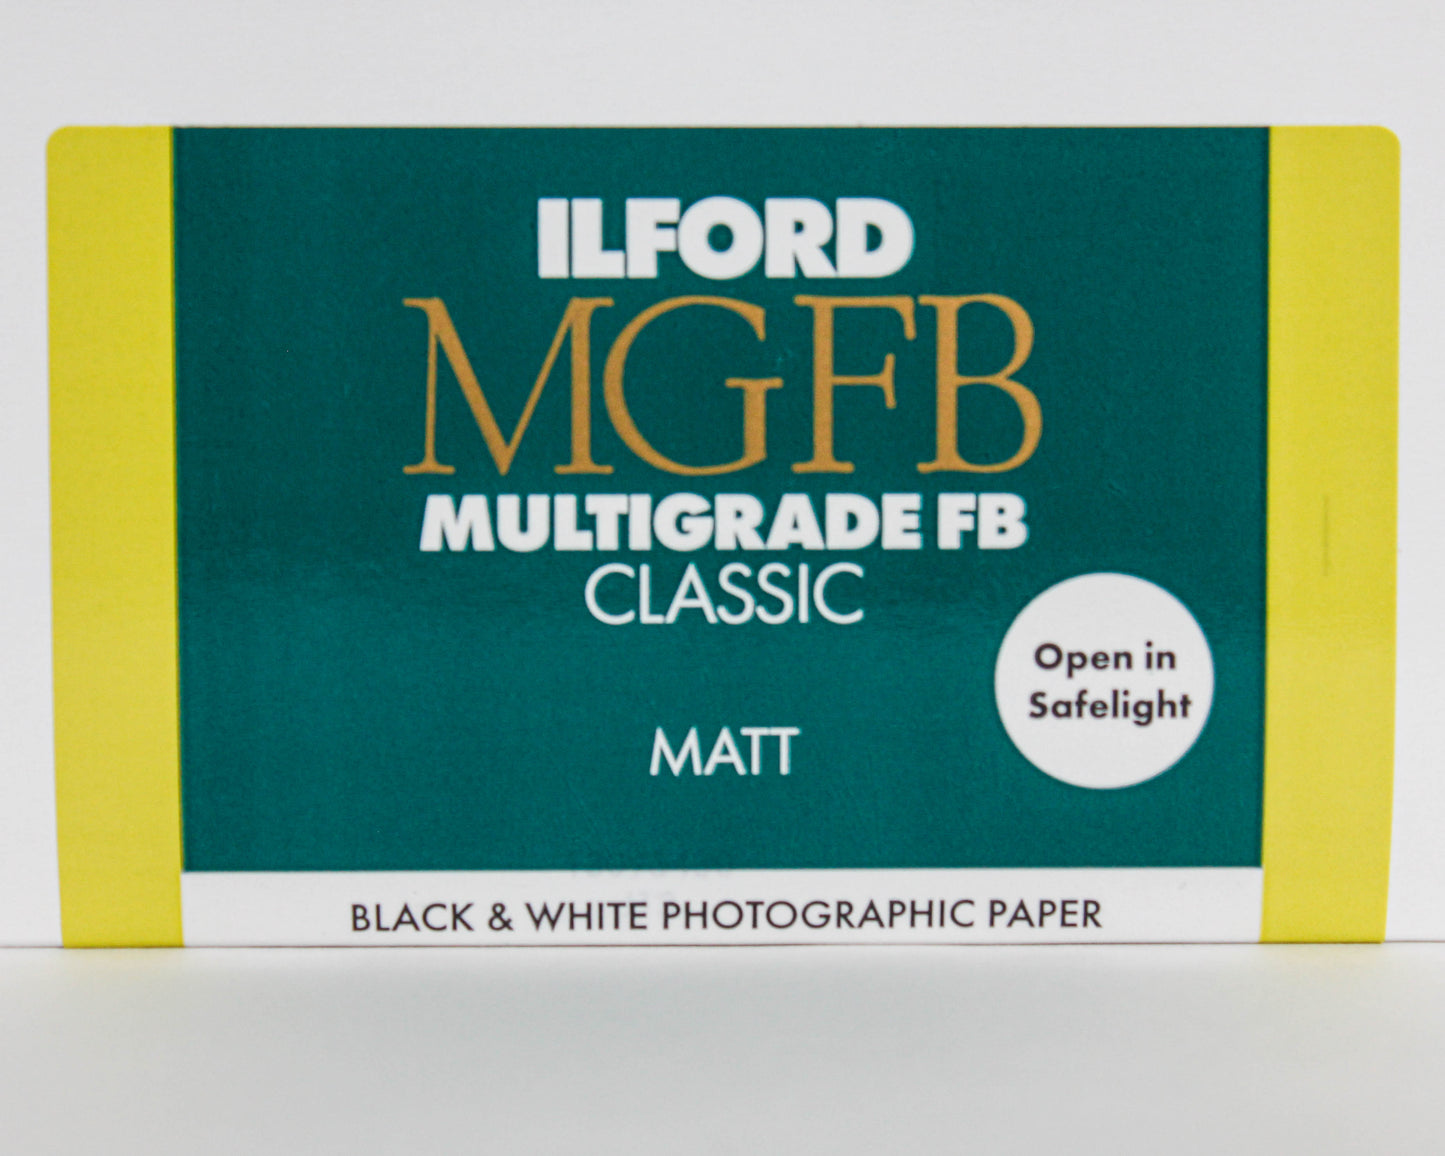 ILFORD
MGFB
MULTIGRADE FB
CLASSIC
Open in
Safelight
MATT
BLACK & WHITE PHOTOGRAPHIC PAPER